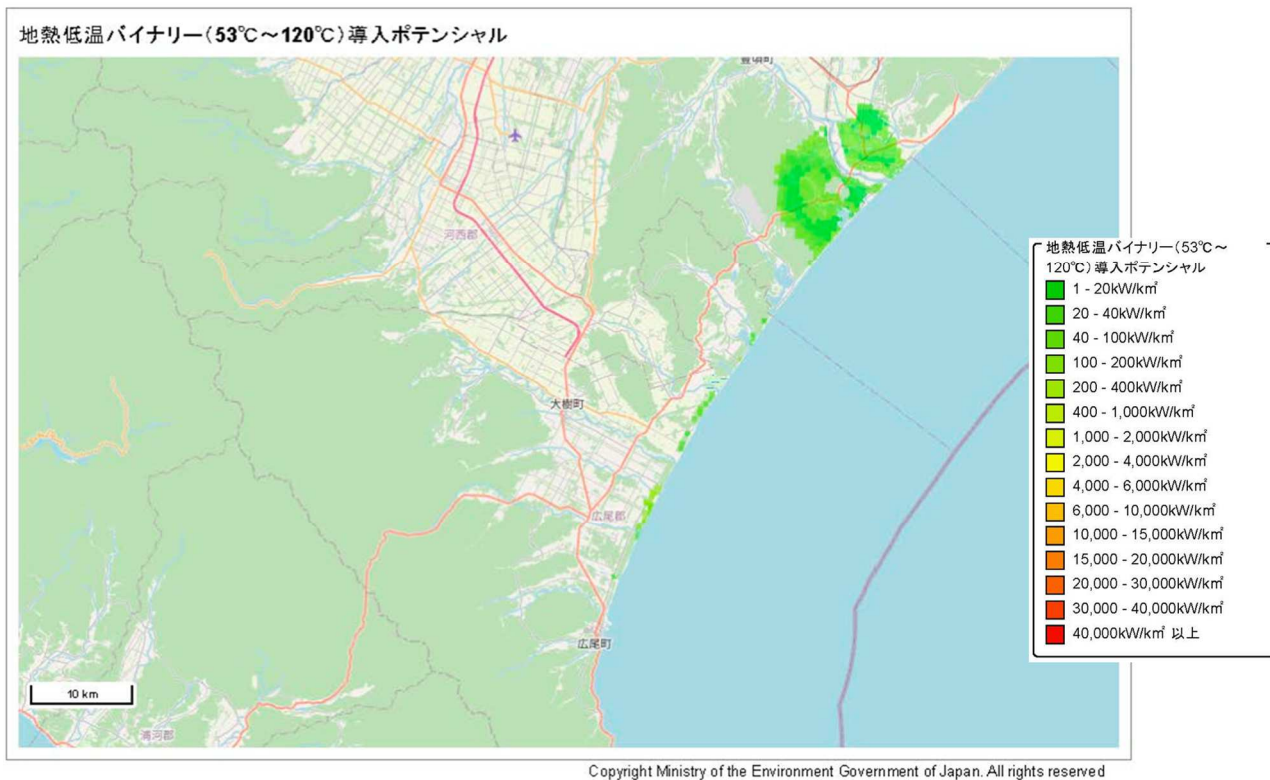 地熱低温バイナリー(53℃～120℃)導入ポテンシャル
豊頃町
河西郡
大樹町
広尾郡
広尾町
10 km
浦河郡
地熱低温バイナリー(53℃～
120℃)導入ポテンシャル
1 - 20kW/k㎡
20 - 40kW/k㎡
40 - 100kW/k㎡
100 - 200kW/k㎡
200 - 400kW/k㎡
400 - 1,000kW/k㎡
1,000 - 2,000kW/k㎡
2,000 - 4,000kW/k㎡
4,000 - 6,000kW/k㎡
6,000 - 10,000kW/k㎡
10,000 - 15,000kW/k㎡
15,000 - 20,000kW/k㎡
20,000 - 30,000kW/k㎡
30,000 - 40,000kW/k㎡
40,000kW/k㎡ 以上
Copyright Ministry of the Environment Government of Japan. All rights reserved